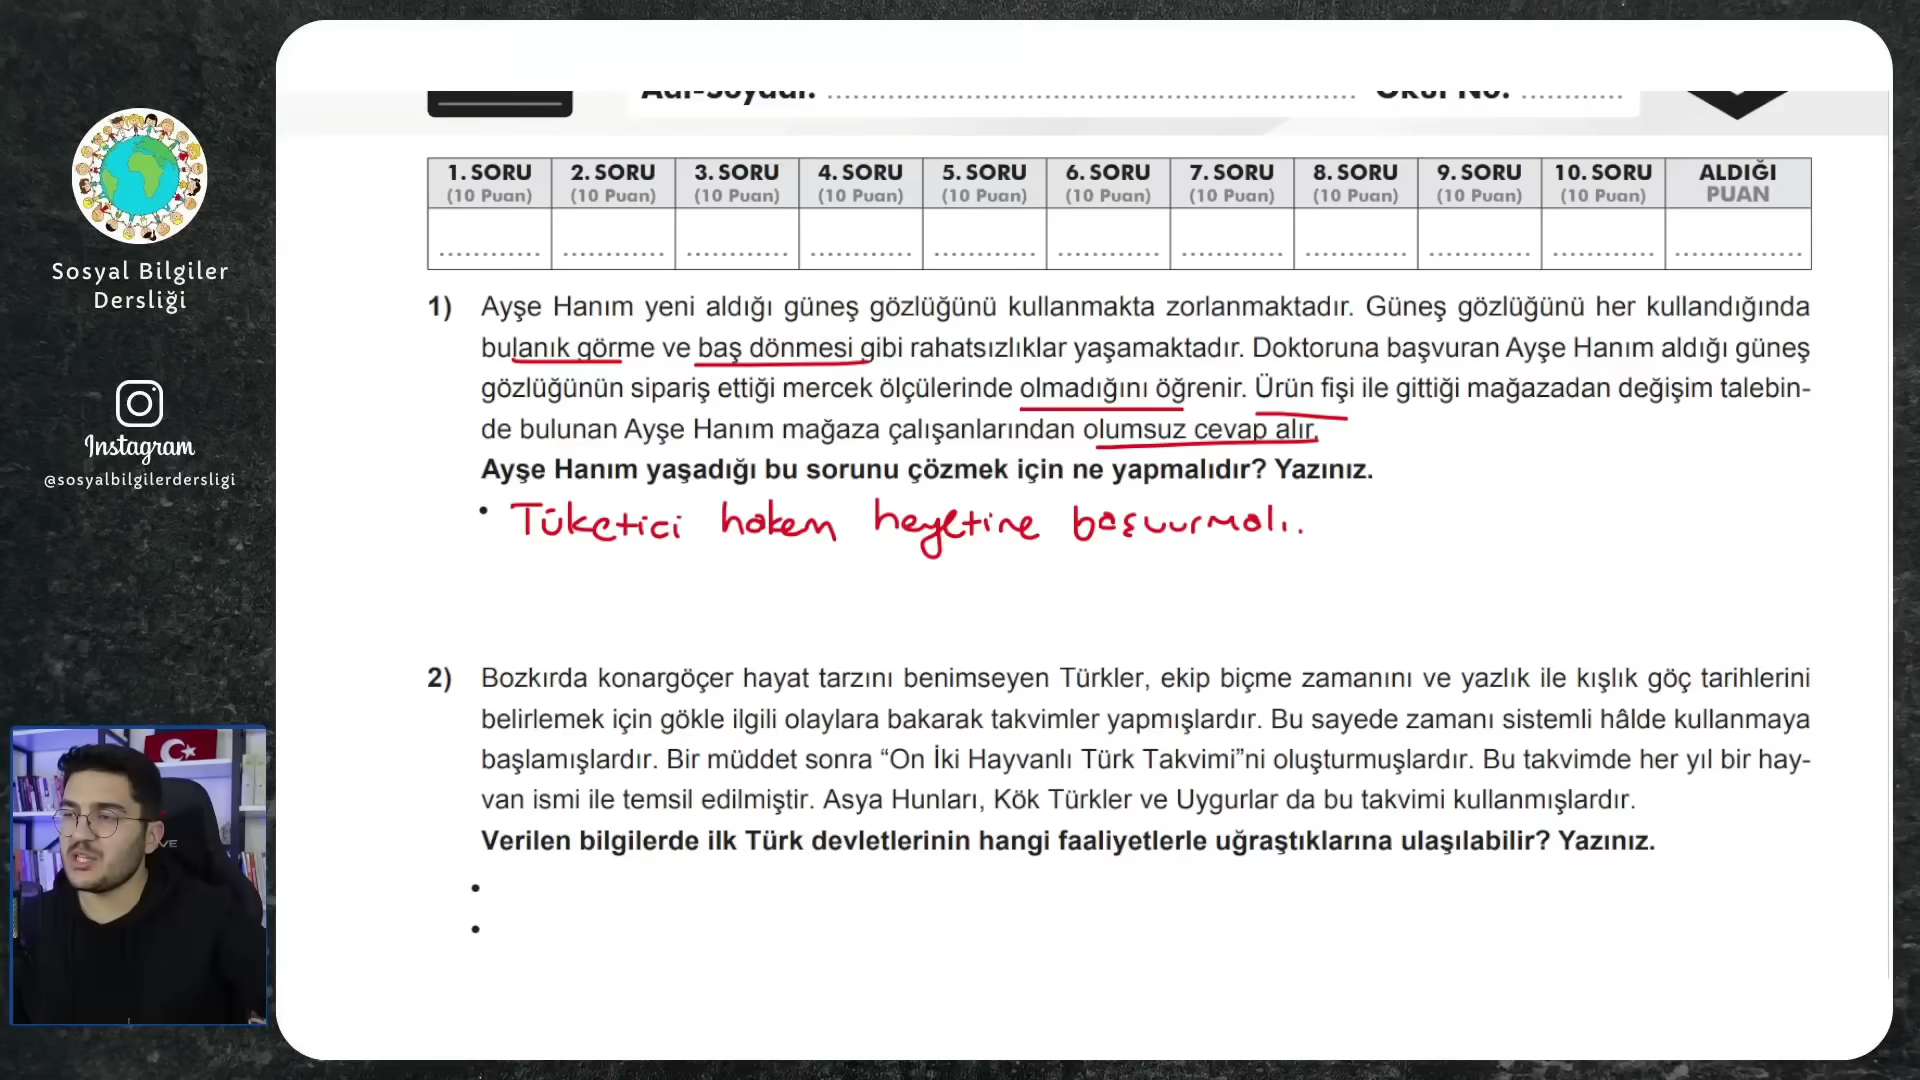 Sosyal Bilgiler
Dersliği
Instagram
@sosyalbilgilerdersligi
Adı-Soyadı: ........................ Okul No: ............
1. SORU 2. SORU 3. SORU 4. SORU 5. SORU 6. SORU 7. SORU 8. SORU 9. SORU 10. SORU ALDIĞI
(10 Puan) (10 Puan) (10 Puan) (10 Puan) (10 Puan) (10 Puan) (10 Puan) (10 Puan) (10 Puan) (10 Puan) PUAN
1) Ayşe Hanım yeni aldığı güneş gözlüğünü kullanmakta zorlanmaktadır. Güneş gözlüğünü her kullandığında
bulanık görme ve baş dönmesi gibi rahatsızlıklar yaşamaktadır. Doktoruna başvuran Ayşe Hanım aldığı güneş
gözlüğünün sipariş ettiği mercek ölçülerinde olmadığını öğrenir. Ürün fişi ile gittiği mağazadan değişim talebin-
de bulunan Ayşe Hanım mağaza çalışanlarından olumsuz cevap alır.
Ayşe Hanım yaşadığı bu sorunu çözmek için ne yapmalıdır? Yazınız.
• Tüketici hakem heyetine başvurmalı.
2) Bozkırda konargöçer hayat tarzını benimseyen Türkler, ekip biçme zamanını ve yazlık ile kışlık göç tarihlerini
belirlemek için gökle ilgili olaylara bakarak takvimler yapmışlardır. Bu sayede zamanı sistemli hâlde kullanmaya
başlamışlardır. Bir müddet sonra “On İki Hayvanlı Türk Takvimi”ni oluşturmuşlardır. Bu takvimde her yıl bir hay-
van ismi ile temsil edilmiştir. Asya Hunları, Kök Türkler ve Uygurlar da bu takvimi kullanmışlardır.
Verilen bilgilerde ilk Türk devletlerinin hangi faaliyetlerle uğraştıklarına ulaşılabilir? Yazınız.
•
•